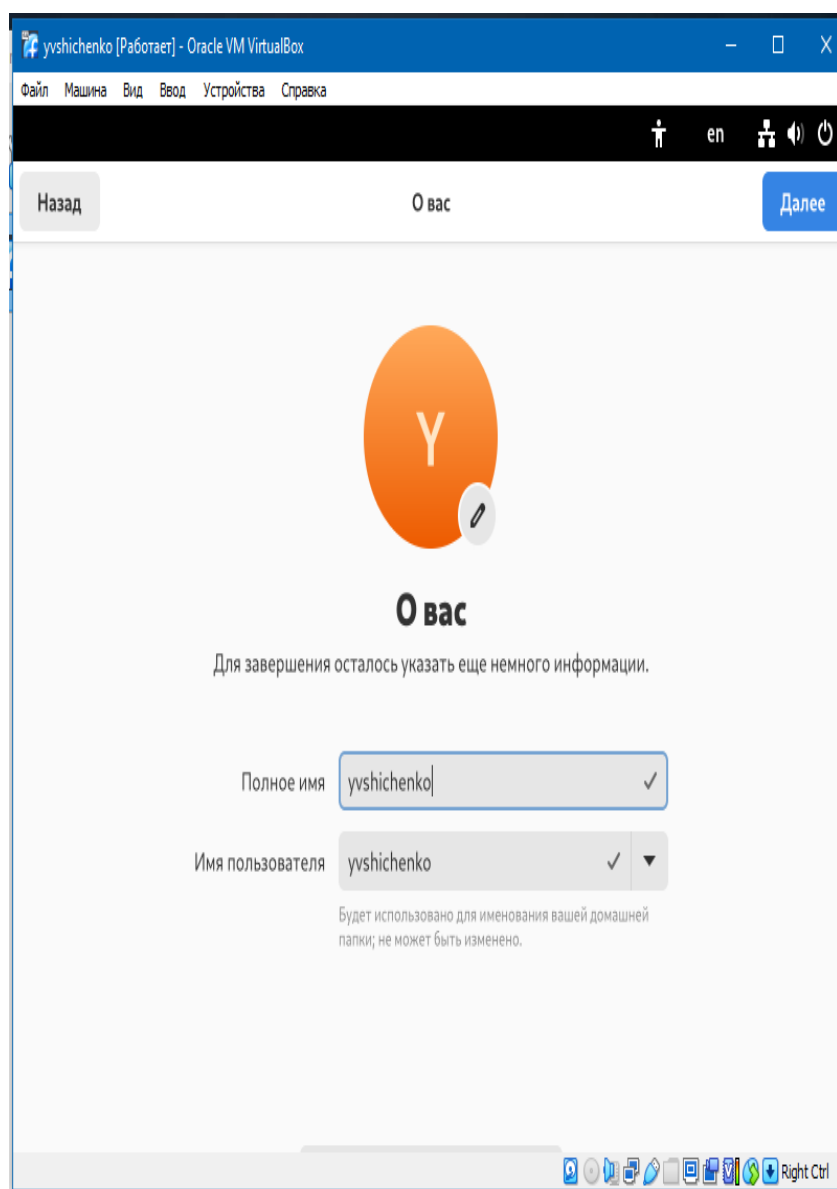 yvshichenko [Работает] - Oracle VM VirtualBox
Файл Машина Вид Ввод Устройства Справка
en
Назад О вас Далее
Y
О вас
Для завершения осталось указать еще немного информации.
Полное имя yvshichenko
Имя пользователя yvshichenko
Будет использовано для именования вашей домашней
папки; не может быть изменено.
Right Ctrl